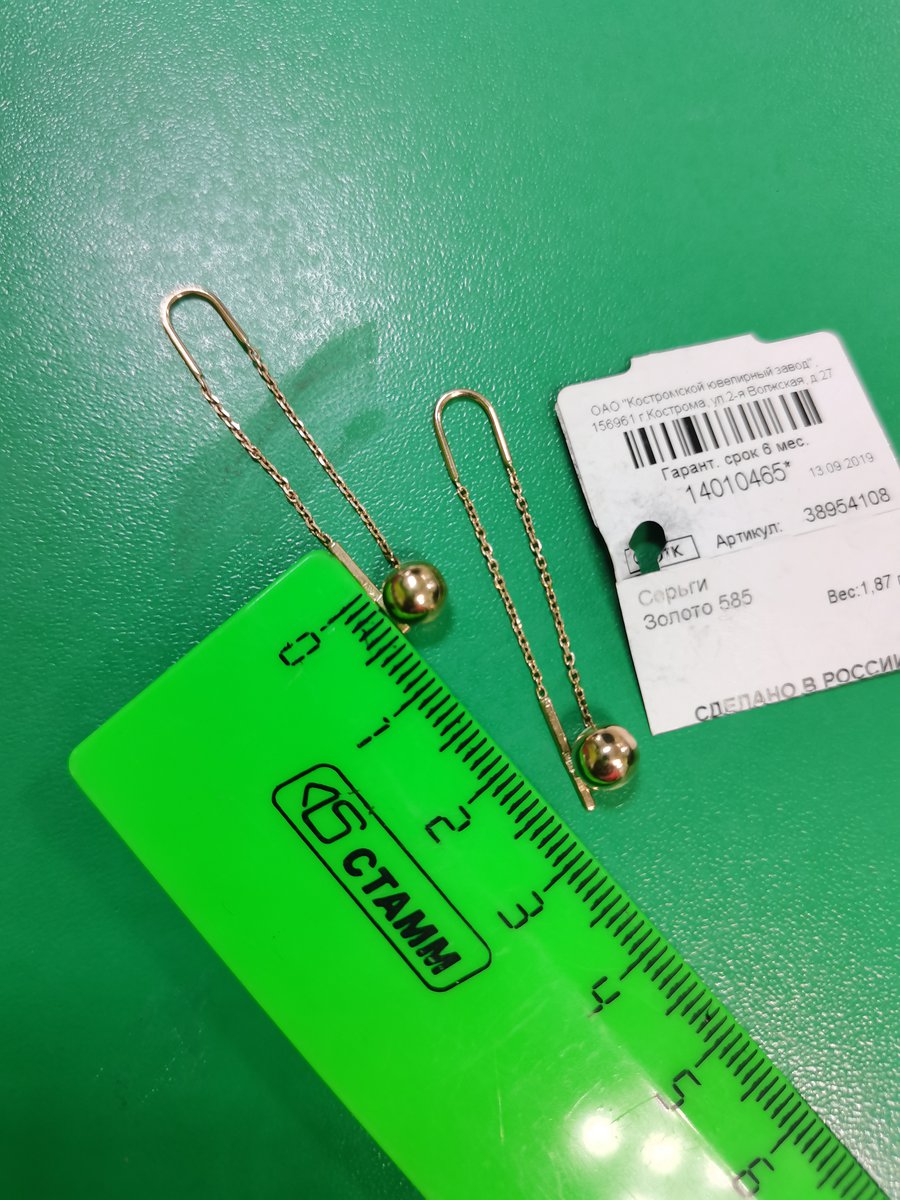 ОАО "Костромской ювелирный завод",
156961 г.Кострома, ул.2-я Волжская, д.27
Гарант. срок 6 мес.
14010465* 13.09.2019
Артикул: 38954108
Серьги
Золото 585 Вес:1,87 г
СДЕЛАНО В РОССИИ
0 1 2 3 4 5 6
СТАММ